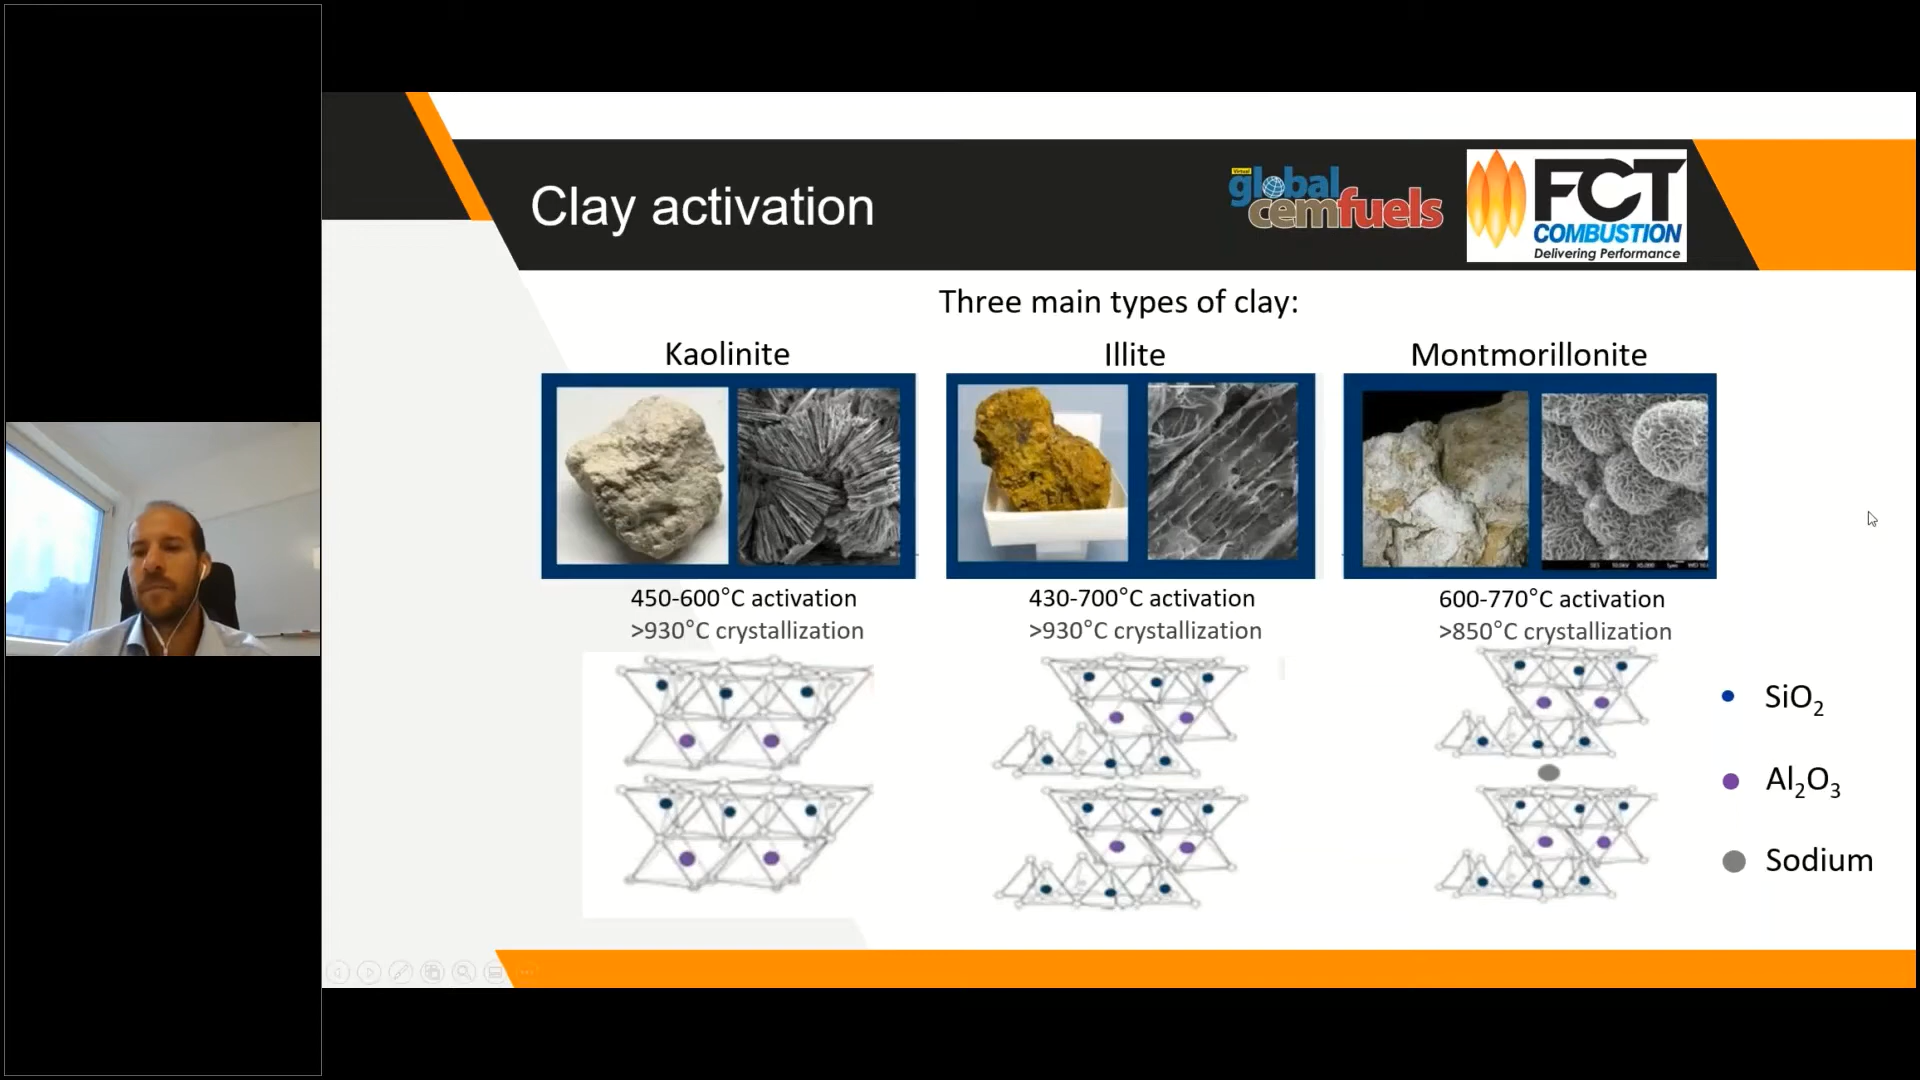 Clay activation
Virtual
global
cemfuels
FCT
COMBUSTION
Delivering Performance
Three main types of clay:
Kaolinite
Illite
Montmorillonite
450-600°C activation
>930°C crystallization
430-700°C activation
>930°C crystallization
600-770°C activation
>850°C crystallization
SiO₂
Al₂O₃
Sodium